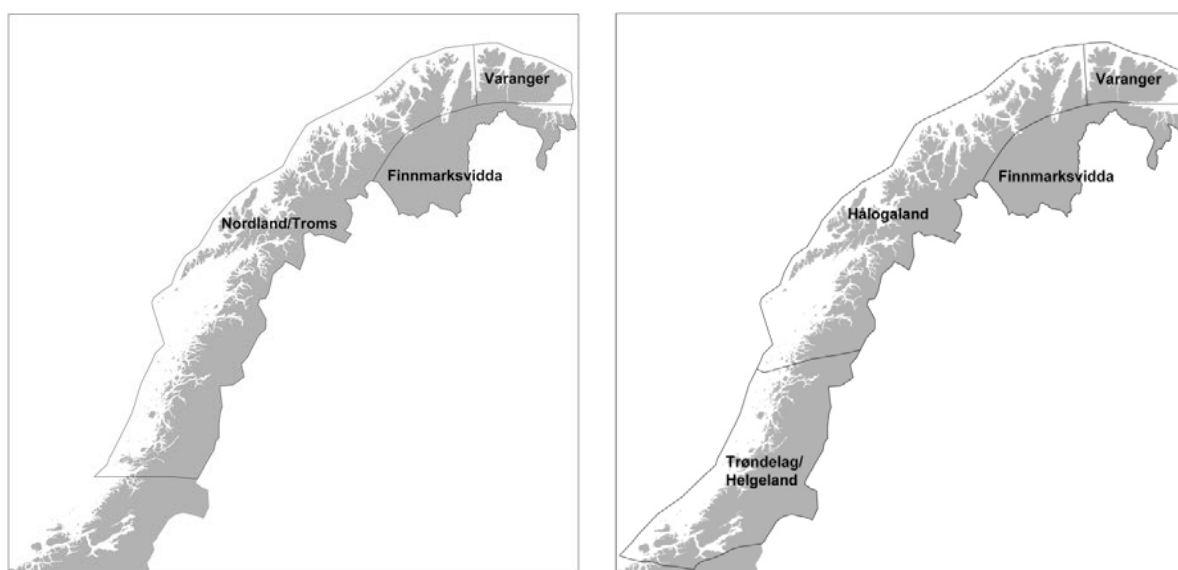 Varanger
Finnmarksvidda
Nordland/Troms
Varanger
Finnmarksvidda
Hålogaland
Trøndelag/
Helgeland